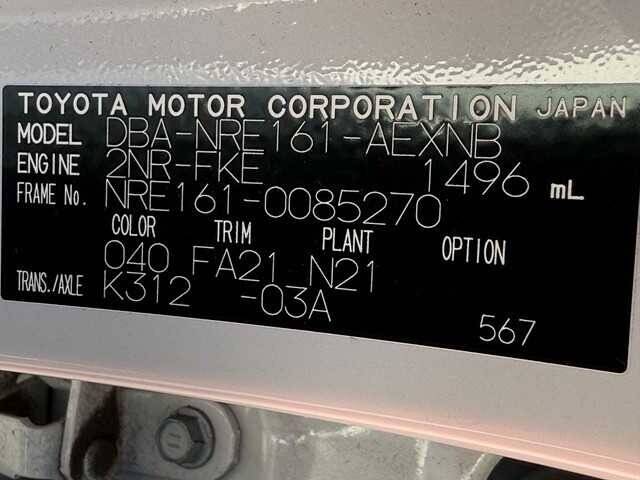 TOYOTA MOTOR CORPORATION JAPAN
MODEL DBA-NRE161-AEXNB
ENGINE 2NR-FKE 1496 mL
FRAME No. NRE161-0085270
COLOR TRIM PLANT OPTION
040 FA21 N21
TRANS./AXLE K312 -03A
567